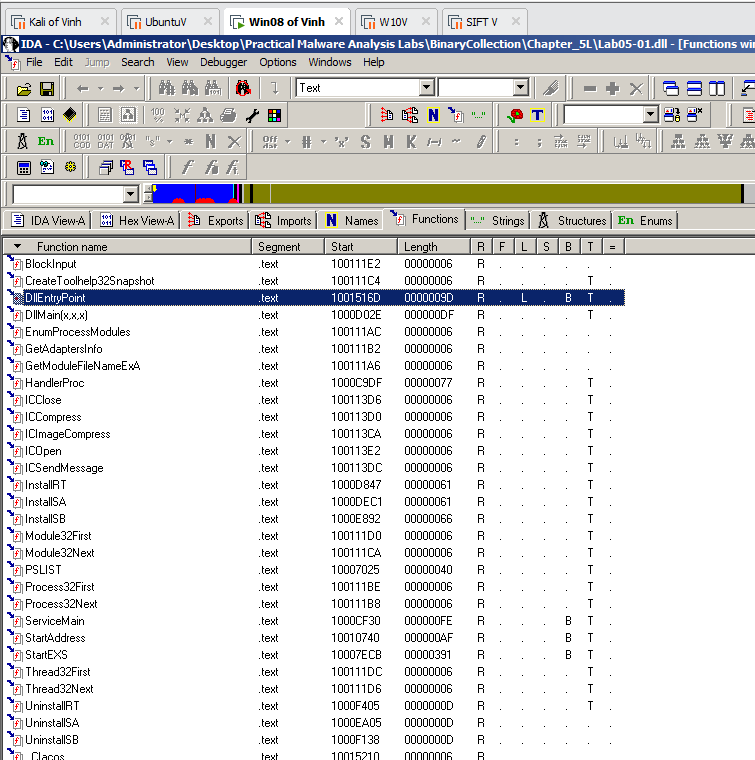 Kali of Vinh × UbuntuV × Win08 of Vinh × W10V × SIFT V ×
IDA - C:\Users\Administrator\Desktop\Practical Malware Analysis Labs\BinaryCollection\Chapter_5L\Lab05-01.dll - [Functions win
File Edit Jump Search View Debugger Options Windows Help
Text
En
IDA View-A Hex View-A Exports Imports N Names Functions "..." Strings Structures En Enums
Function name Segment Start Length R F L S B T =
BlockInput .text 100111E2 00000006 R . . . . . .
CreateToolhelp32Snapshot .text 100111C4 00000006 R . . . . T .
DllEntryPoint .text 1001516D 0000009D R . L . B T .
DllMain(x,x,x) .text 1000D02E 000000DF R . . . . T .
EnumProcessModules .text 100111AC 00000006 R . . . . . .
GetAdaptersInfo .text 100111B2 00000006 R . . . . . .
GetModuleFileNameExA .text 100111A6 00000006 R . . . . . .
HandlerProc .text 1000C9DF 00000077 R . . . . T .
ICClose .text 100113D6 00000006 R . . . . T .
ICCompress .text 100113D0 00000006 R . . . . T .
ICImageCompress .text 100113CA 00000006 R . . . . T .
ICOpen .text 100113E2 00000006 R . . . . T .
ICSendMessage .text 100113DC 00000006 R . . . . T .
InstallRT .text 1000D847 00000061 R . . . . T .
InstallSA .text 1000DEC1 00000061 R . . . . T .
InstallSB .text 1000E892 00000066 R . . . . T .
Module32First .text 100111D0 00000006 R . . . . T .
Module32Next .text 100111CA 00000006 R . . . . T .
PSLIST .text 10007025 00000040 R . . . . T .
Process32First .text 100111BE 00000006 R . . . . T .
Process32Next .text 100111B8 00000006 R . . . . T .
ServiceMain .text 1000CF30 000000FE R . . . B T .
StartAddress .text 10010740 000000AF R . . . B T .
StartEXS .text 10007ECB 00000391 R . . . B T .
Thread32First .text 100111DC 00000006 R . . . . T .
Thread32Next .text 100111D6 00000006 R . . . . T .
UninstallRT .text 1000F405 0000000D R . . . . T .
UninstallSA .text 1000EA05 0000000D R . . . . . .
UninstallSB .text 1000F138 0000000D R . . . . . .
.text 10015210 00000006 R